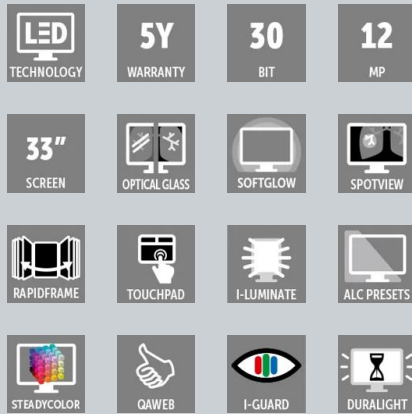 LED
TECHNOLOGY
5Y
WARRANTY
30
BIT
12
MP
33"
SCREEN
OPTICAL GLASS
SOFTGLOW
SPOTVIEW
RAPIDFRAME
TOUCHPAD
I-LUMINATE
ALC PRESETS
STEADYCOLOR
QAWEB
I-GUARD
DURALIGHT